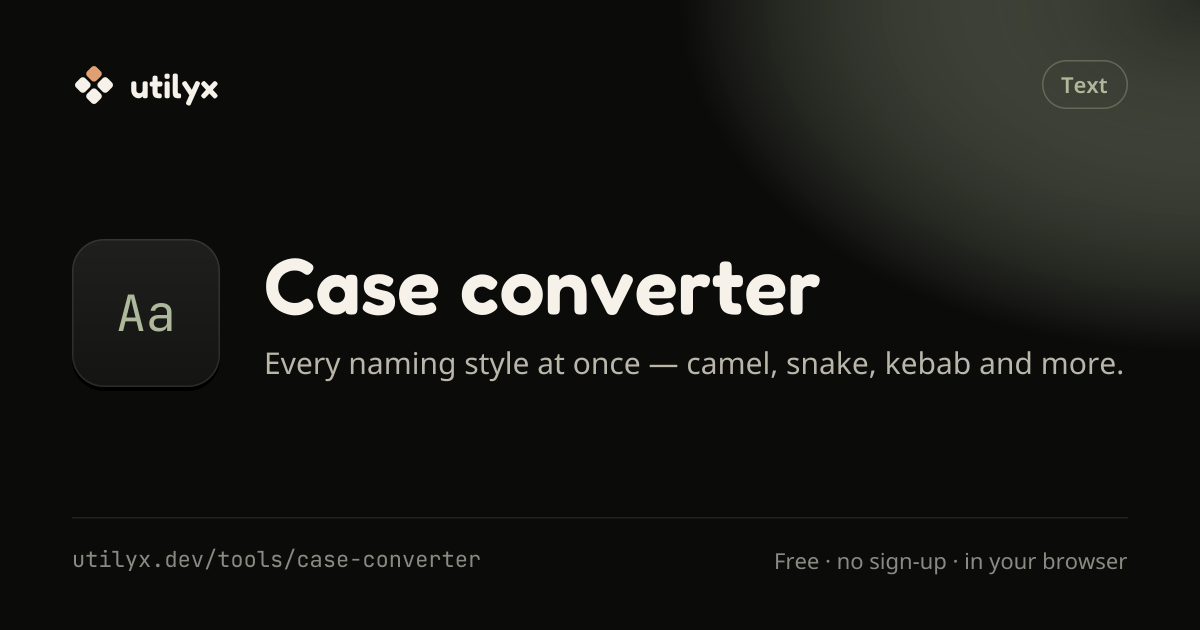 utilyx
Text
Aa
Case converter
Every naming style at once — camel, snake, kebab and more.
utilyx.dev/tools/case-converter
Free · no sign-up · in your browser